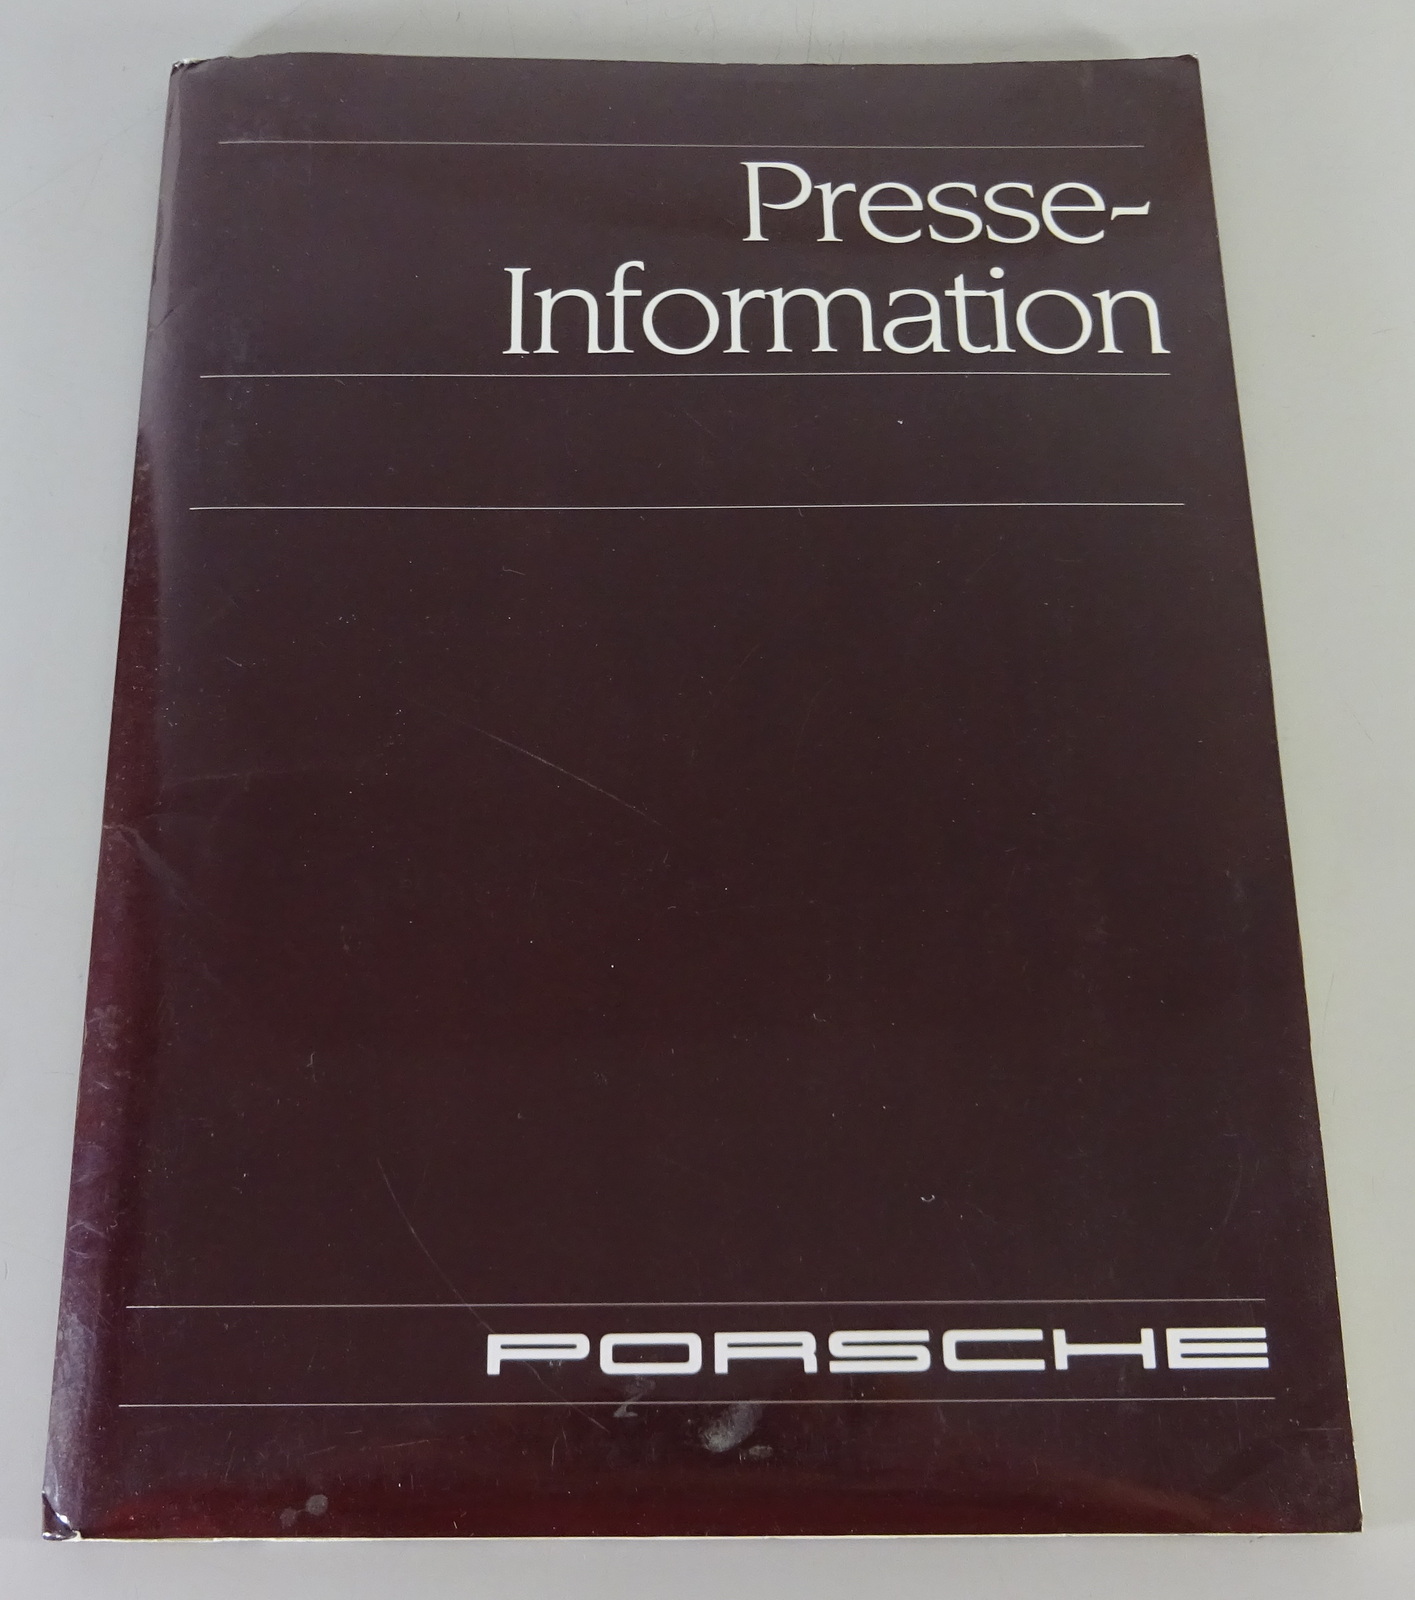 Presse-
Information
PORSCHE